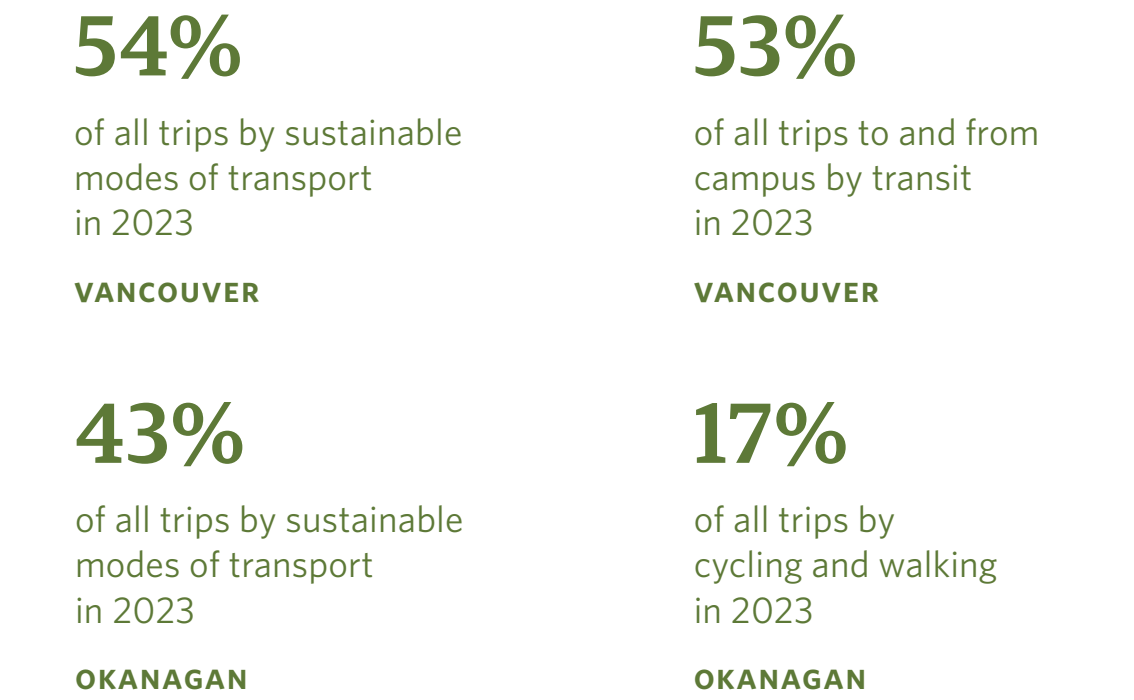 54%
of all trips by sustainable
modes of transport
in 2023
VANCOUVER
53%
of all trips to and from
campus by transit
in 2023
VANCOUVER
43%
of all trips by sustainable
modes of transport
in 2023
OKANAGAN
17%
of all trips by
cycling and walking
in 2023
OKANAGAN